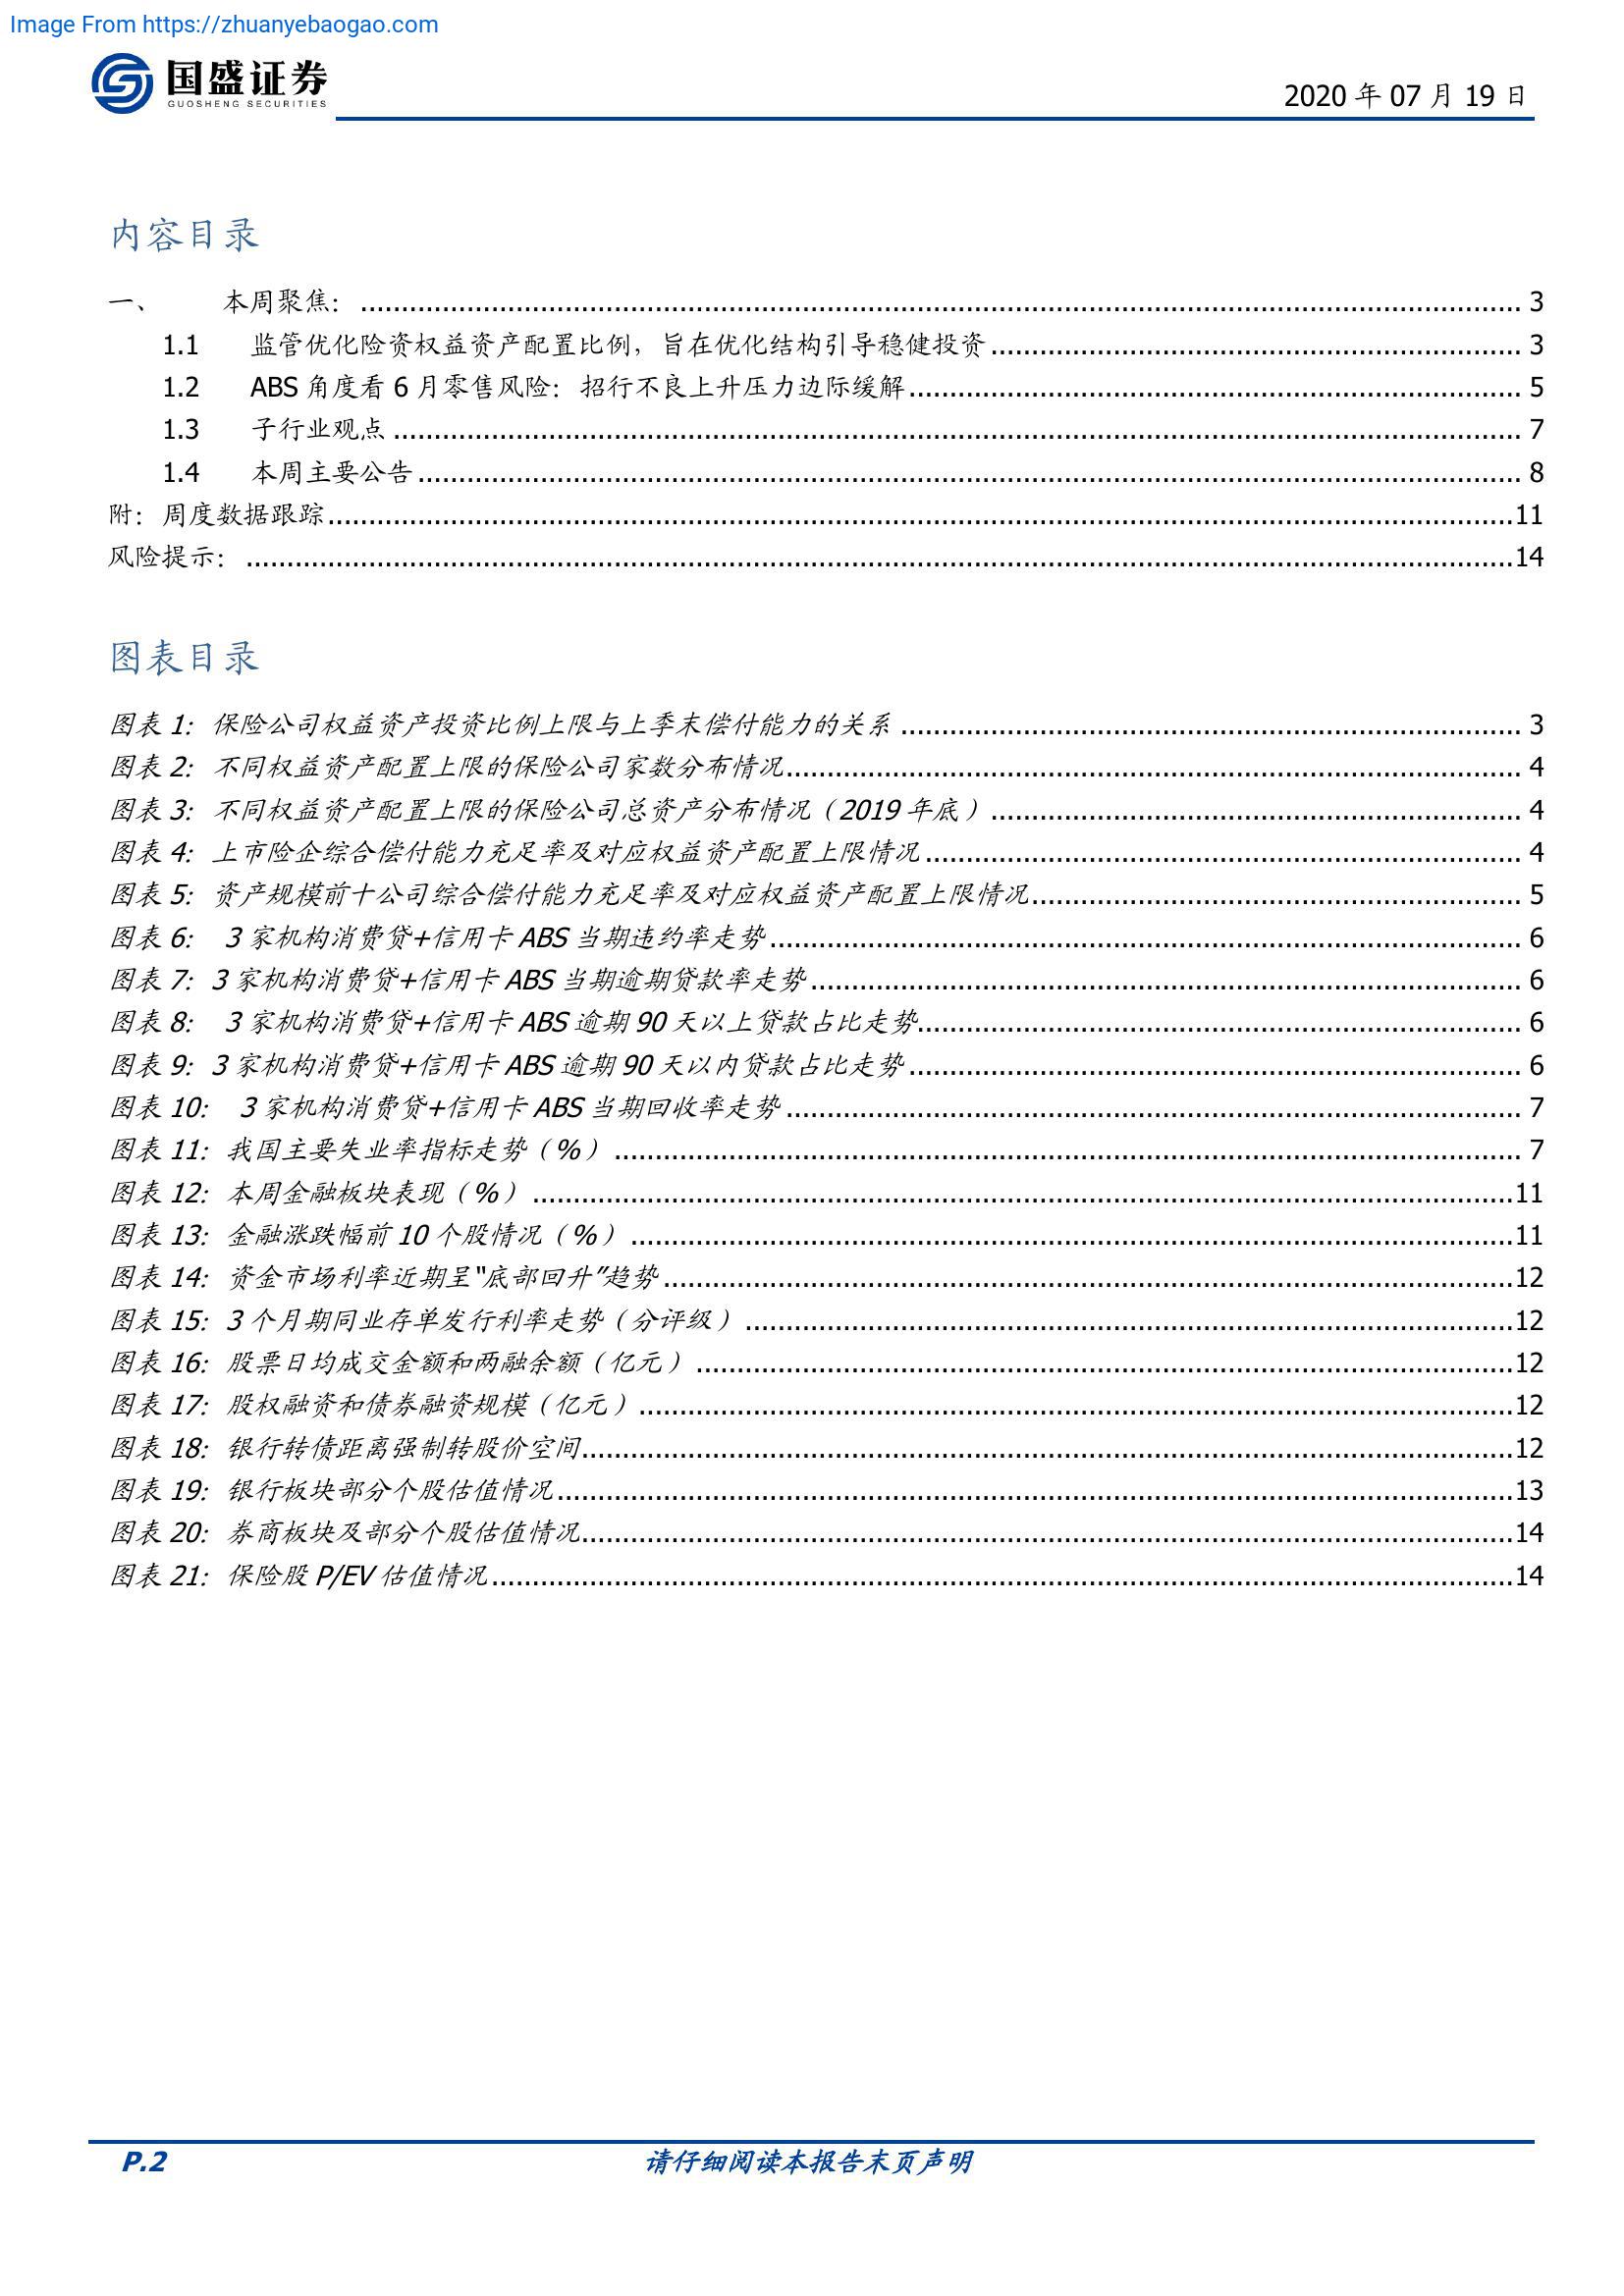 Image From https://zhuanyebaogao.com
国盛证券
GUOSHENG SECURITIES
2020 年 07 月 19 日
内容目录
一、 本周聚焦： 3
1.1 监管优化险资权益资产配置比例，旨在优化结构引导稳健投资 3
1.2 ABS 角度看 6 月零售风险：招行不良上升压力边际缓解 5
1.3 子行业观点 7
1.4 本周主要公告 8
附：周度数据跟踪 11
风险提示： 14
图表目录
图表 1: 保险公司权益资产投资比例上限与上季末偿付能力的关系 3
图表 2: 不同权益资产配置上限的保险公司家数分布情况 4
图表 3: 不同权益资产配置上限的保险公司总资产分布情况（2019 年底） 4
图表 4: 上市险企综合偿付能力充足率及对应权益资产配置上限情况 4
图表 5: 资产规模前十公司综合偿付能力充足率及对应权益资产配置上限情况 5
图表 6: 3 家机构消费贷+信用卡 ABS 当期违约率走势 6
图表 7: 3 家机构消费贷+信用卡 ABS 当期逾期贷款率走势 6
图表 8: 3 家机构消费贷+信用卡 ABS 逾期 90 天以上贷款占比走势 6
图表 9: 3 家机构消费贷+信用卡 ABS 逾期 90 天以内贷款占比走势 6
图表 10: 3 家机构消费贷+信用卡 ABS 当期回收率走势 7
图表 11: 我国主要失业率指标走势（%） 7
图表 12: 本周金融板块表现（%） 11
图表 13: 金融涨跌幅前 10 个股情况（%） 11
图表 14: 资金市场利率近期呈"底部回升"趋势 12
图表 15: 3 个月期同业存单发行利率走势（分评级） 12
图表 16: 股票日均成交金额和两融余额（亿元） 12
图表 17: 股权融资和债券融资规模（亿元） 12
图表 18: 银行转债距离强制转股价空间 12
图表 19: 银行板块部分个股估值情况 13
图表 20: 券商板块及部分个股估值情况 14
图表 21: 保险股 P/EV 估值情况 14
P.2 请仔细阅读本报告末页声明